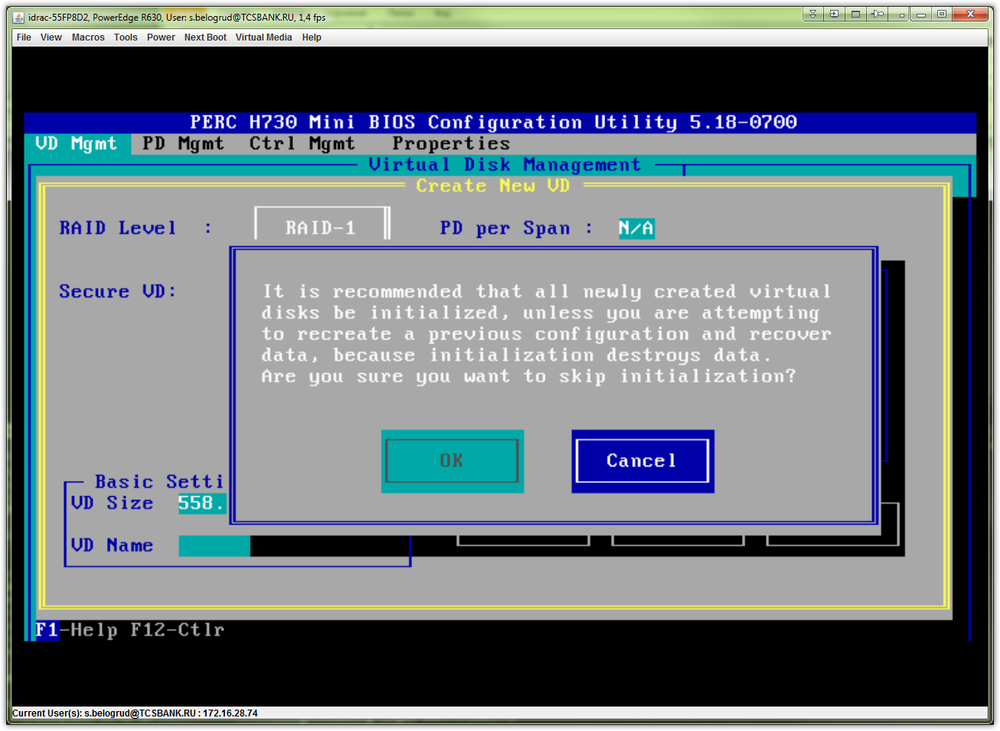 idrac-55FP8D2, PowerEdge R630, User: s.belogrud@TCSBANK.RU, 1,4 fps
File View Macros Tools Power Next Boot Virtual Media Help
PERC H730 Mini BIOS Configuration Utility 5.18-0700
VD Mgmt PD Mgmt Ctrl Mgmt Properties
Virtual Disk Management
Create New VD
RAID Level : RAID-1 PD per Span : N/A
Secure VD:
It is recommended that all newly created virtual
disks be initialized, unless you are attempting
to recreate a previous configuration and recover
data, because initialization destroys data.
Are you sure you want to skip initialization?
OK Cancel
Basic Setti
VD Size 558.
VD Name
F1-Help F12-Ctlr
Current User(s): s.belogrud@TCSBANK.RU : 172.16.28.74